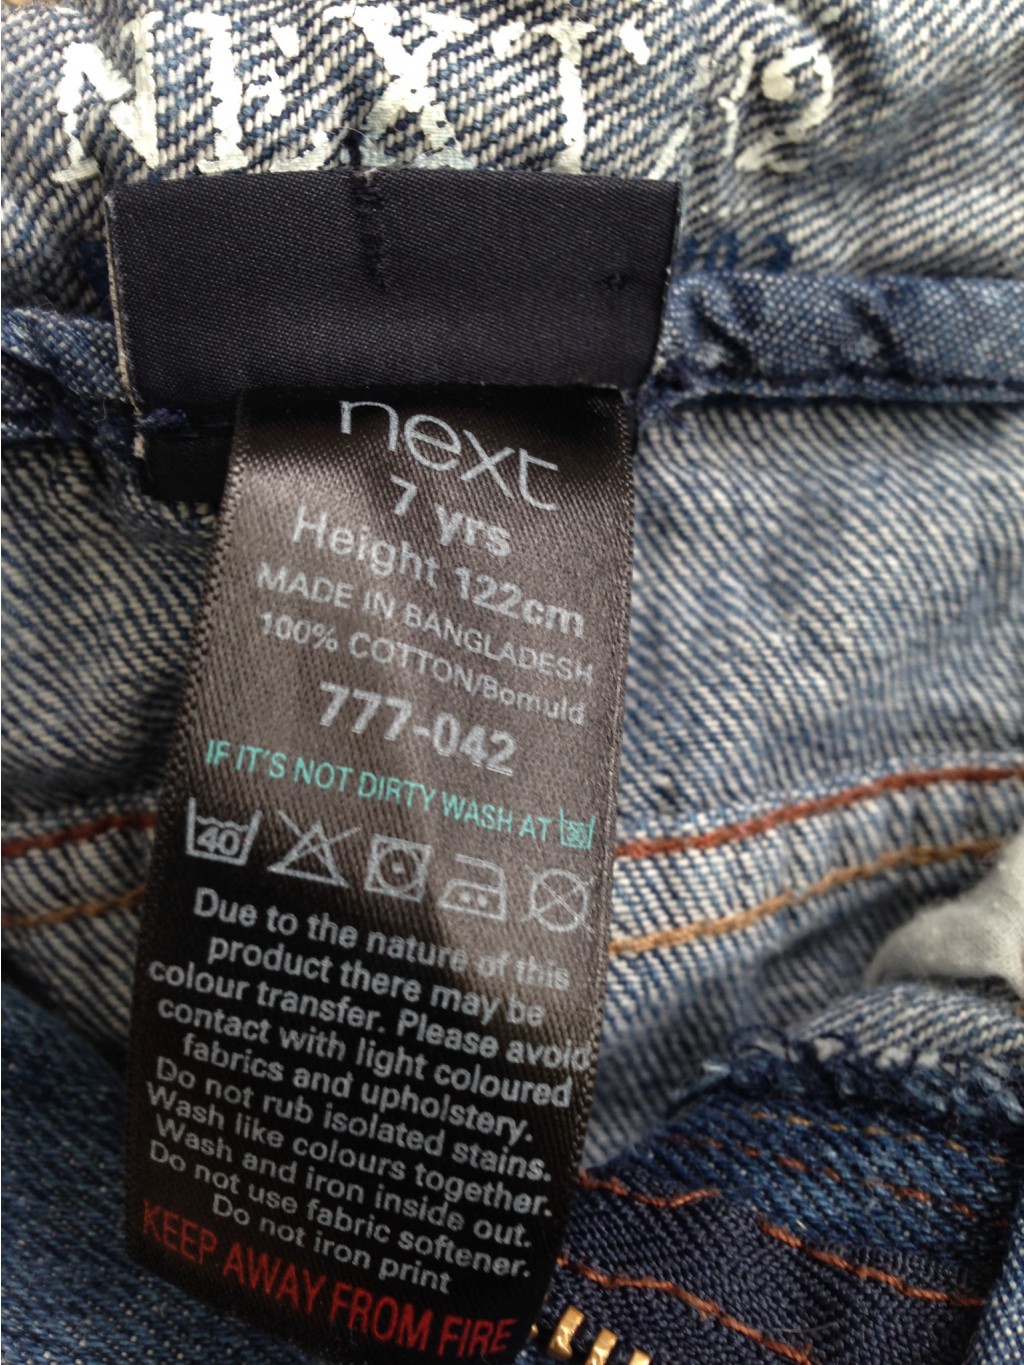 NEXT
next
7 yrs
Height 122cm
MADE IN BANGLADESH
100% COTTON/Bomuld
777-042
IF IT'S NOT DIRTY WASH AT 30
40
Due to the nature of this
product there may be
colour transfer. Please avoid
contact with light coloured
fabrics and upholstery.
Do not rub isolated stains.
Wash like colours together.
Wash and iron inside out.
Do not use fabric softener.
Do not iron print
KEEP AWAY FROM FIRE